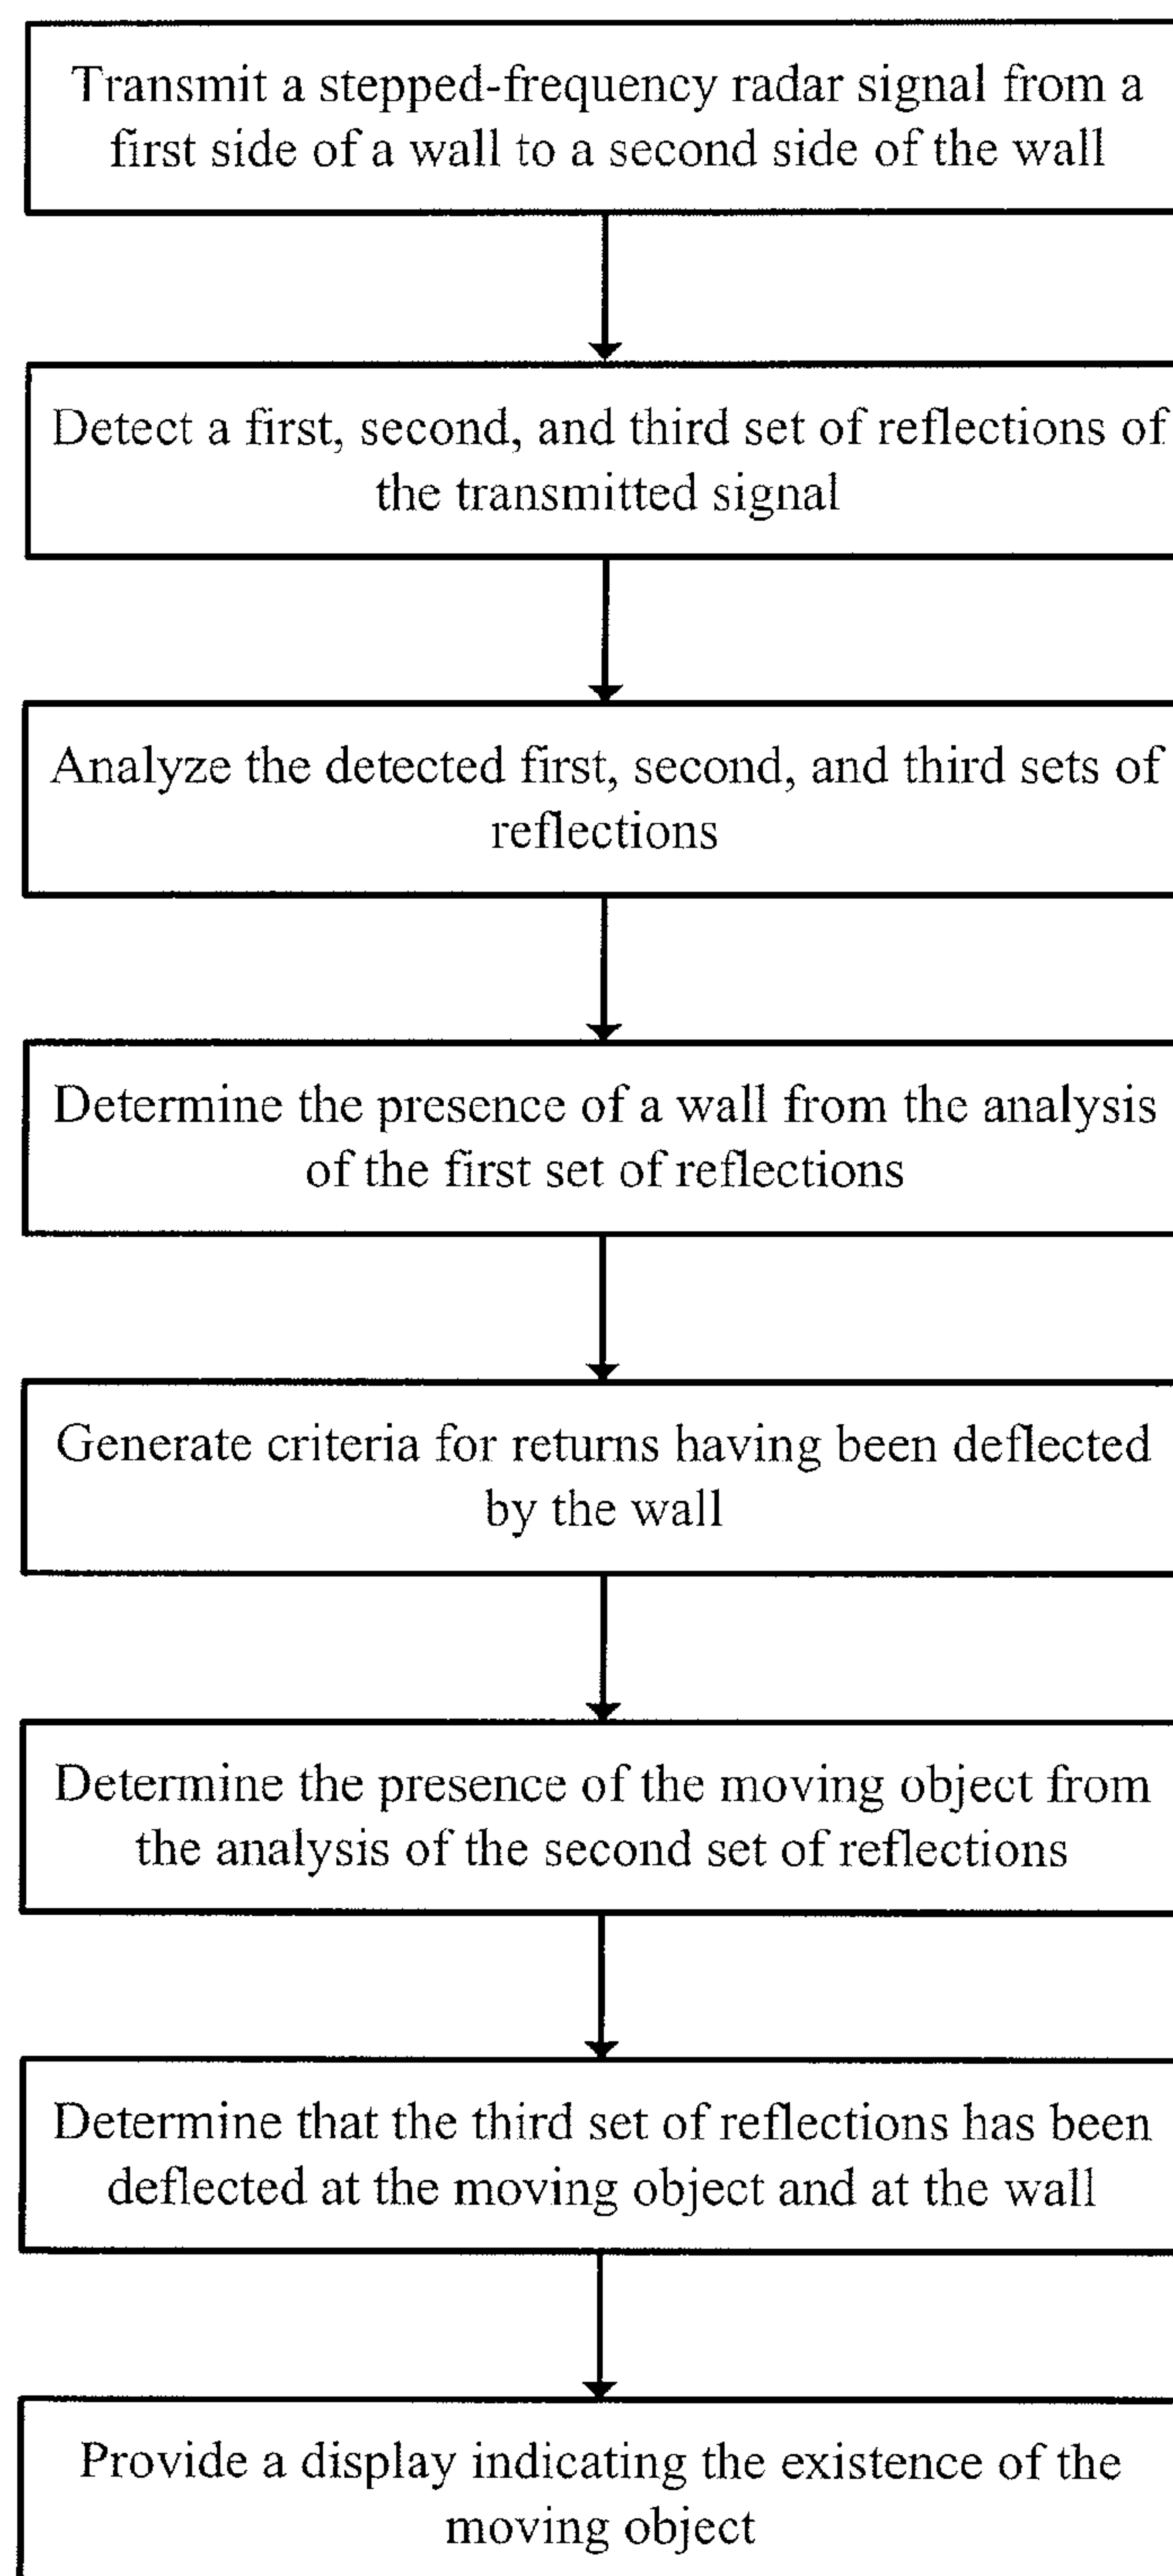 Transmit a stepped-frequency radar signal from a
first side of a wall to a second side of the wall
Detect a first, second, and third set of reflections of
the transmitted signal
Analyze the detected first, second, and third sets of
reflections
Determine the presence of a wall from the analysis
of the first set of reflections
Generate criteria for returns having been deflected
by the wall
Determine the presence of the moving object from
the analysis of the second set of reflections
Determine that the third set of reflections has been
deflected at the moving object and at the wall
Provide a display indicating the existence of the
moving object